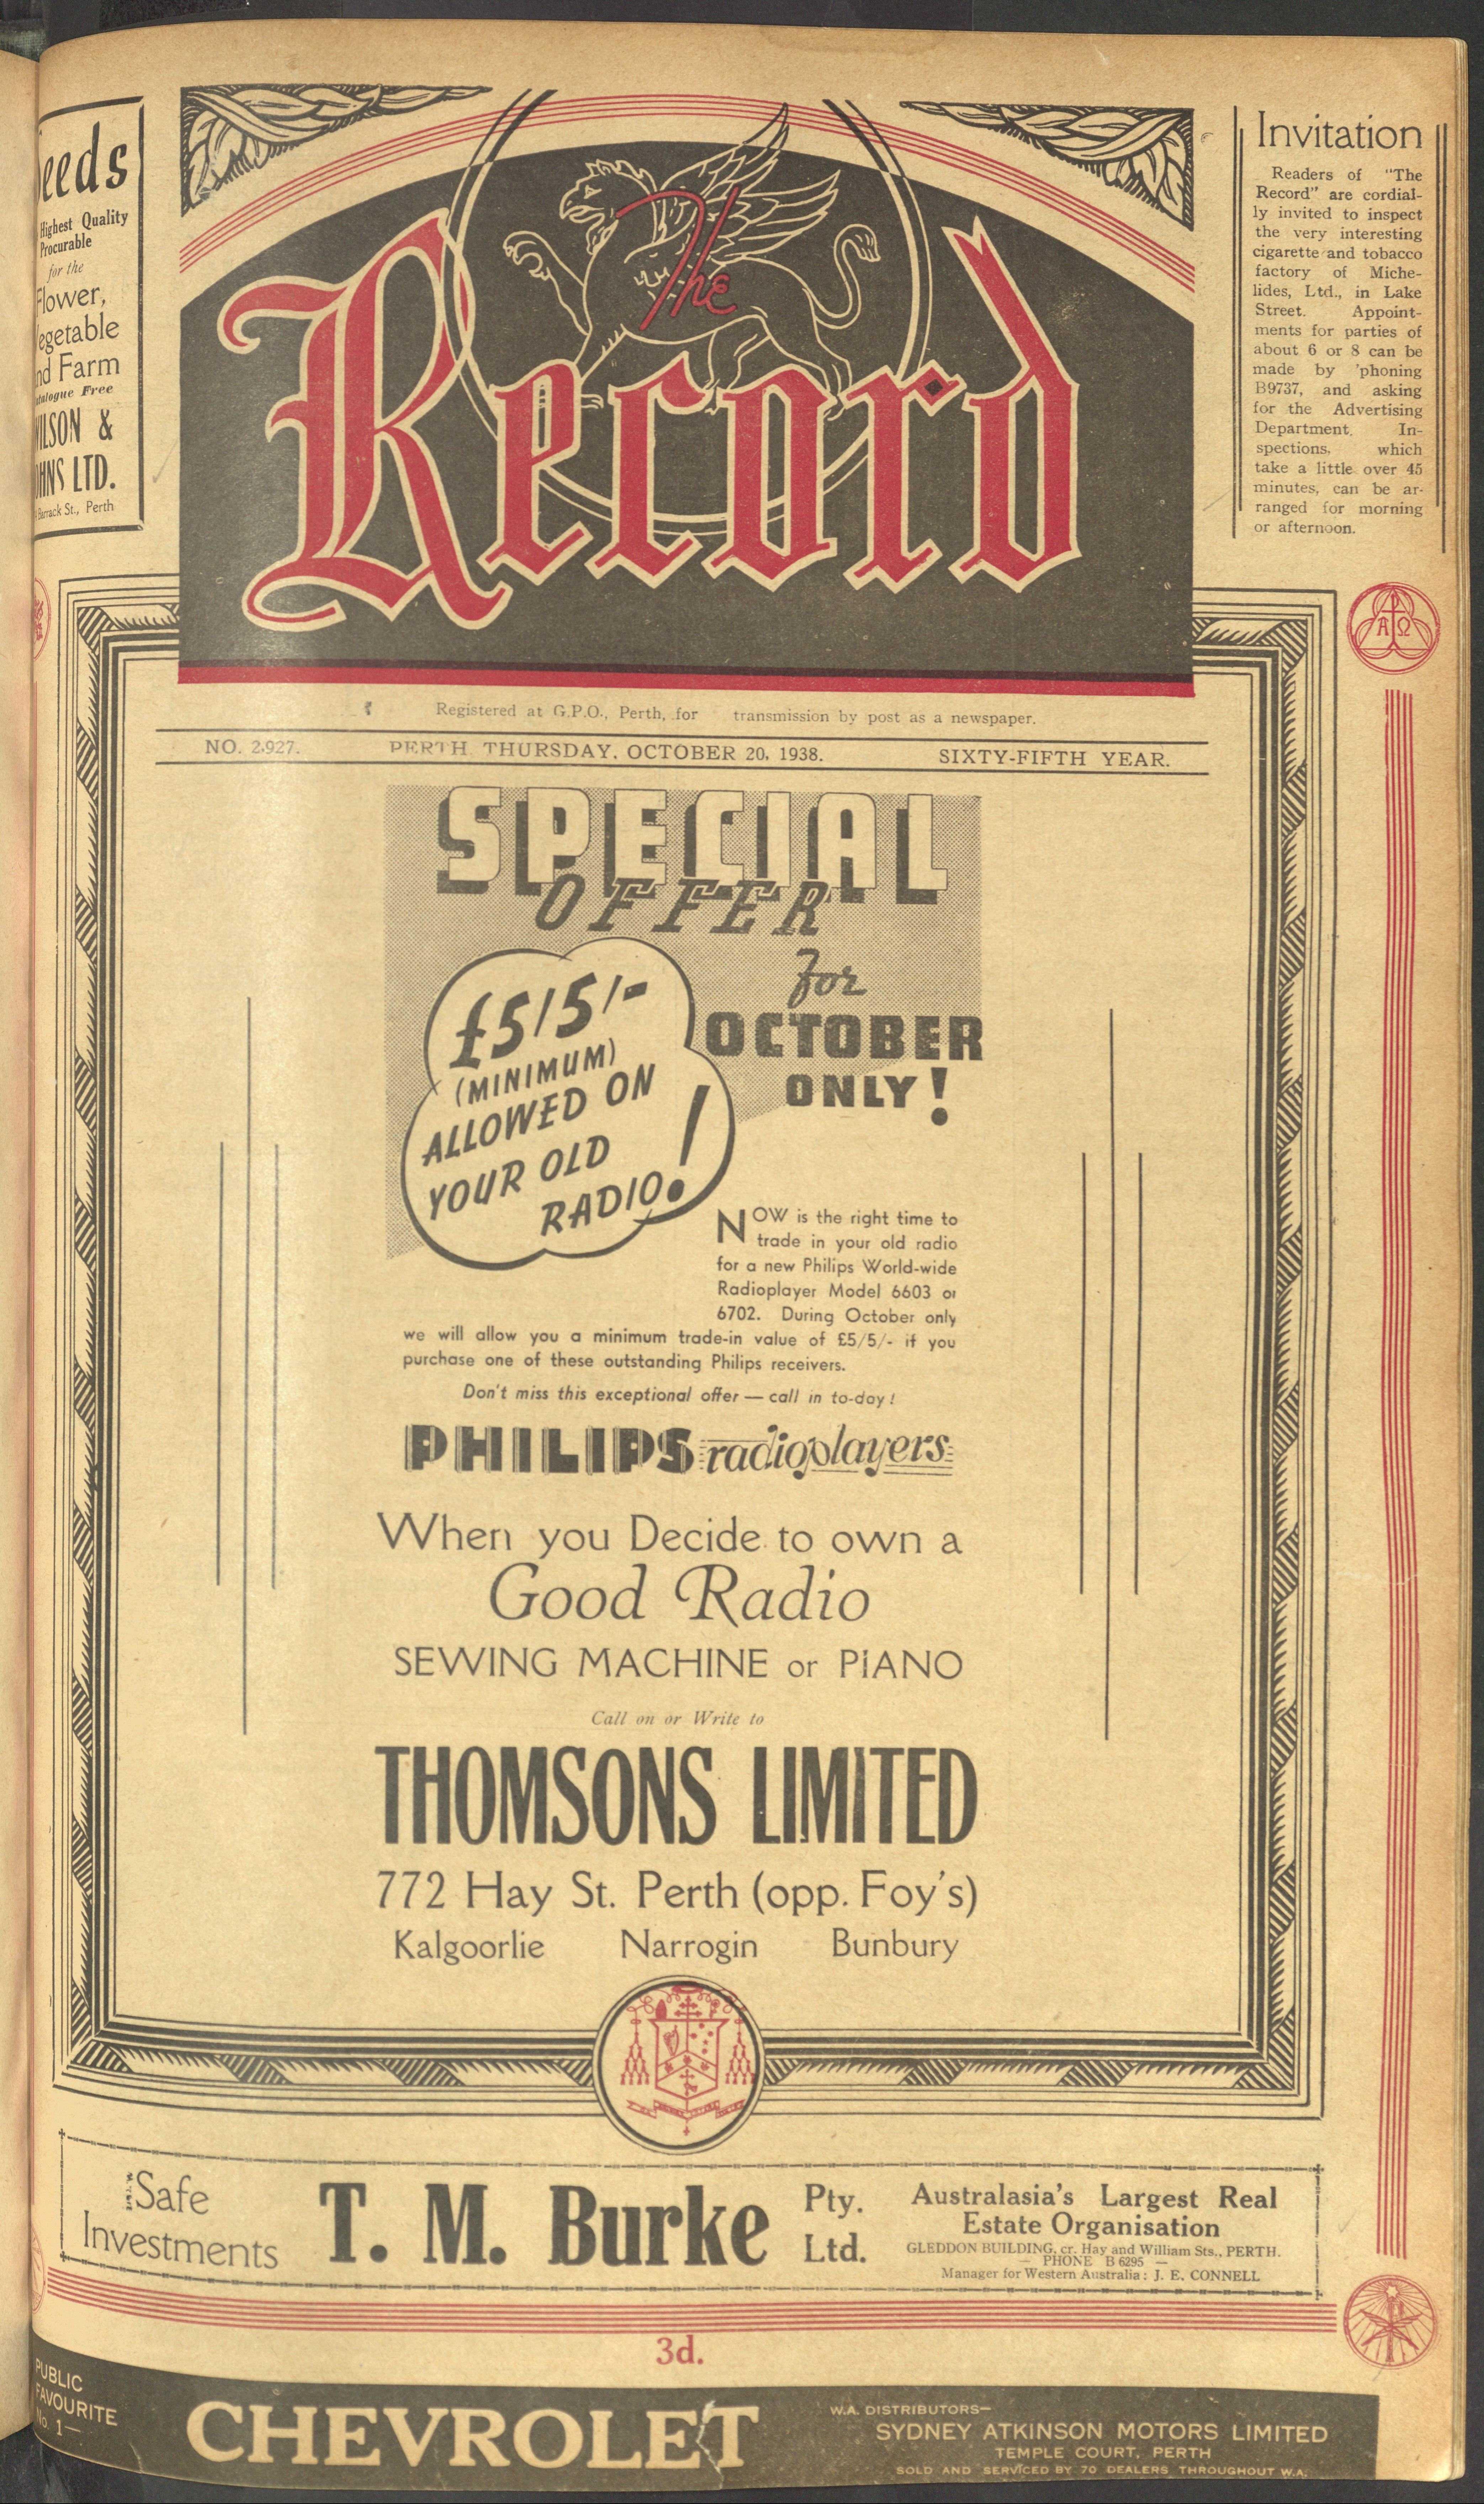 eeds
Highest Quality
Procurable
for the
Flower,
egetable
nd Farm
atalogue Free
ILSON &
OHNS LTD.
Barrack St., Perth
The
Record
Invitation
Readers of "The
Record" are cordial-
ly invited to inspect
the very interesting
cigarette and tobacco
factory of Miche-
lides, Ltd., in Lake
Street. Appoint-
ments for parties of
about 6 or 8 can be
made by 'phoning
B9737, and asking
for the Advertising
Department. In-
spections, which
take a little over 45
minutes, can be ar-
ranged for morning
or afternoon.
A P Ω
Registered at G.P.O., Perth, for transmission by post as a newspaper.
NO. 2,927. PERTH, THURSDAY, OCTOBER 20, 1938. SIXTY-FIFTH YEAR.
SPECIAL
OFFER
for
OCTOBER
ONLY!
£5/5/-
(MINIMUM)
ALLOWED ON
YOUR OLD
RADIO!
NOW is the right time to
trade in your old radio
for a new Philips World-wide
Radioplayer Model 6603 or
6702. During October only
we will allow you a minimum trade-in value of £5/5/- if you
purchase one of these outstanding Philips receivers.
Don't miss this exceptional offer — call in to-day!
PHILIPS radioplayers
When you Decide to own a
Good Radio
SEWING MACHINE or PIANO
Call on or Write to
THOMSONS LIMITED
772 Hay St. Perth (opp. Foy's)
Kalgoorlie Narrogin Bunbury
Safe
Investments
T. M. Burke
Pty.
Ltd.
Australasia's Largest Real
Estate Organisation
GLEDDON BUILDING, cr. Hay and William Sts., PERTH.
— PHONE B 6295 —
Manager for Western Australia: J. E. CONNELL
3d.
PUBLIC
FAVOURITE
No. 1—
CHEVROLET
W.A. DISTRIBUTORS—
SYDNEY ATKINSON MOTORS LIMITED
TEMPLE COURT, PERTH
SOLD AND SERVICED BY 70 DEALERS THROUGHOUT W.A.